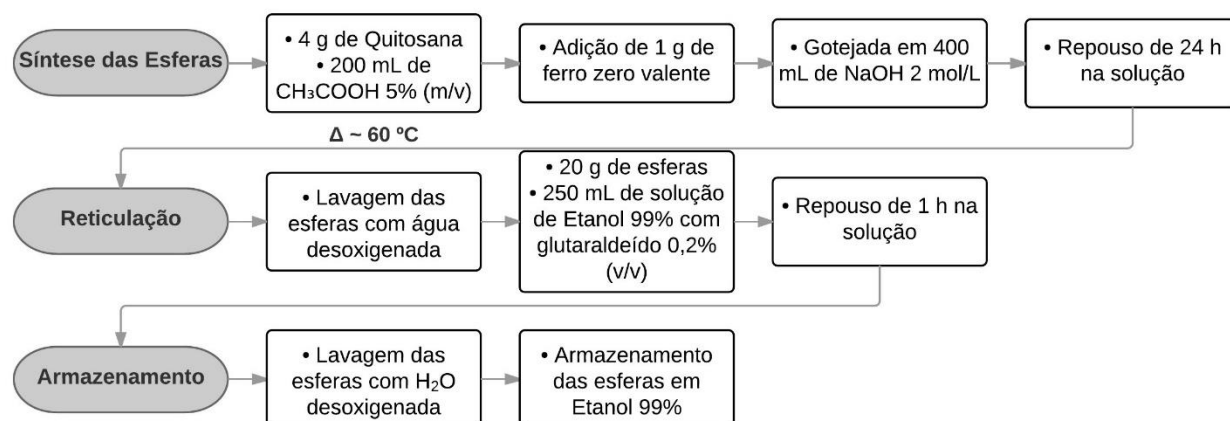 Síntese das Esferas
• 4 g de Quitosana
• 200 mL de
CH₃COOH 5% (m/v)
• Adição de 1 g de
ferro zero valente
• Gotejada em 400
mL de NaOH 2 mol/L
• Repouso de 24 h
na solução
Δ ~ 60 ºC
Reticulação
• Lavagem das
esferas com água
desoxigenada
• 20 g de esferas
• 250 mL de solução
de Etanol 99% com
glutaraldeído 0,2%
(v/v)
• Repouso de 1 h na
solução
Armazenamento
• Lavagem das
esferas com H₂O
desoxigenada
• Armazenamento
das esferas em
Etanol 99%